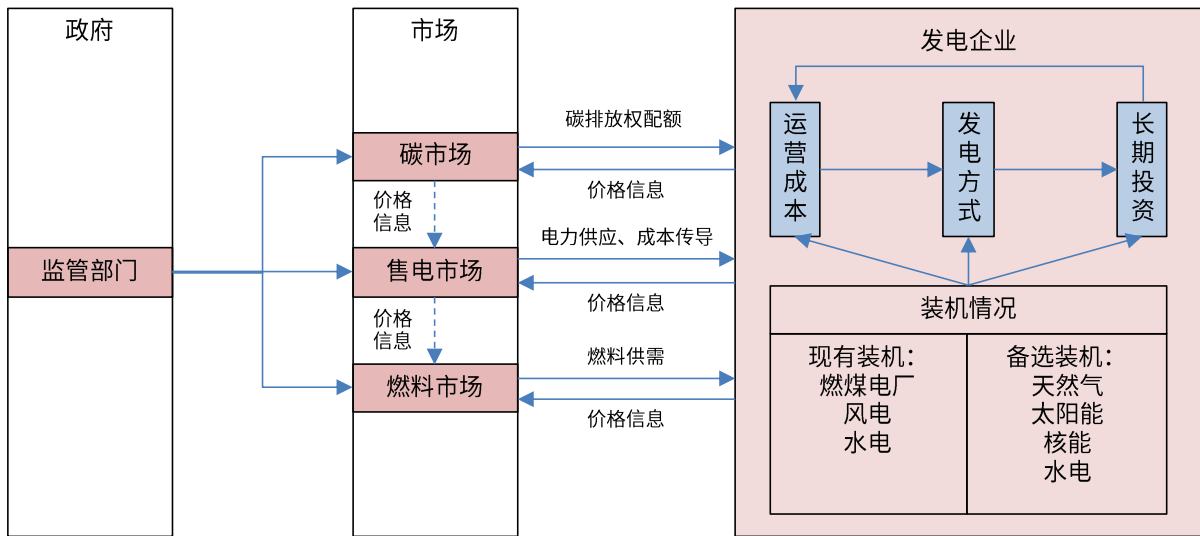 政府
监管部门
市场
碳市场
价格
信息
售电市场
价格
信息
燃料市场
碳排放权配额
价格信息
电力供应、成本传导
价格信息
燃料供需
价格信息
发电企业
运营成本
发电方式
长期投资
装机情况
现有装机：
燃煤电厂
风电
水电
备选装机：
天然气
太阳能
核能
水电